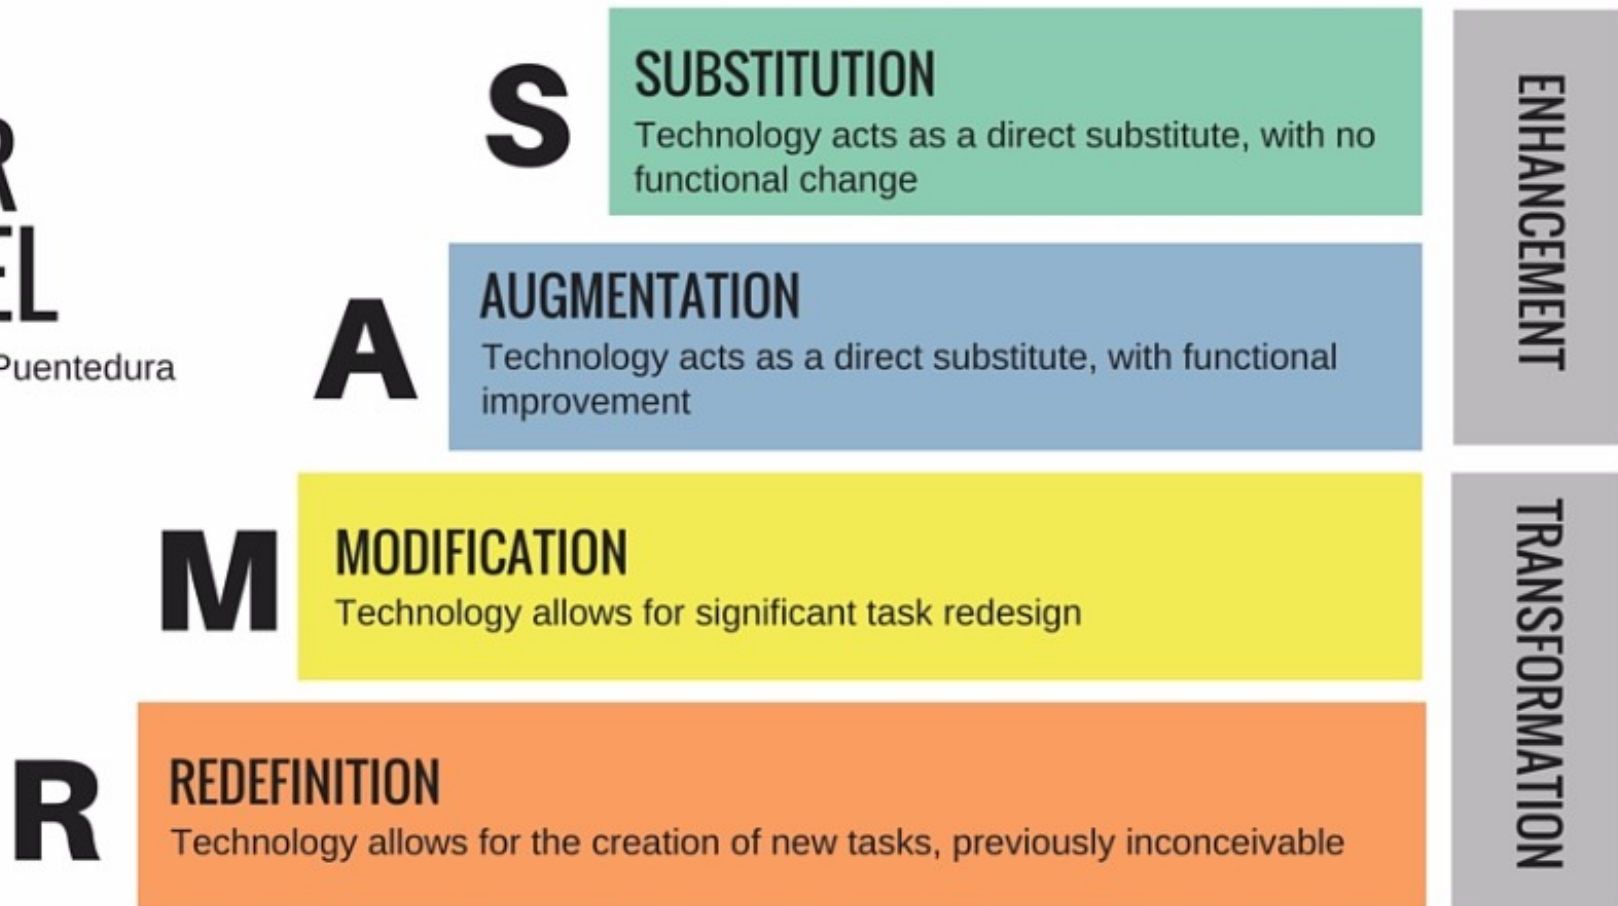 S
SUBSTITUTION
Technology acts as a direct substitute, with no
functional change
R
EL
Puentedura
A
AUGMENTATION
Technology acts as a direct substitute, with functional
improvement
ENHANCEMENT
M
MODIFICATION
Technology allows for significant task redesign
R
REDEFINITION
Technology allows for the creation of new tasks, previously inconceivable
TRANSFORMATION